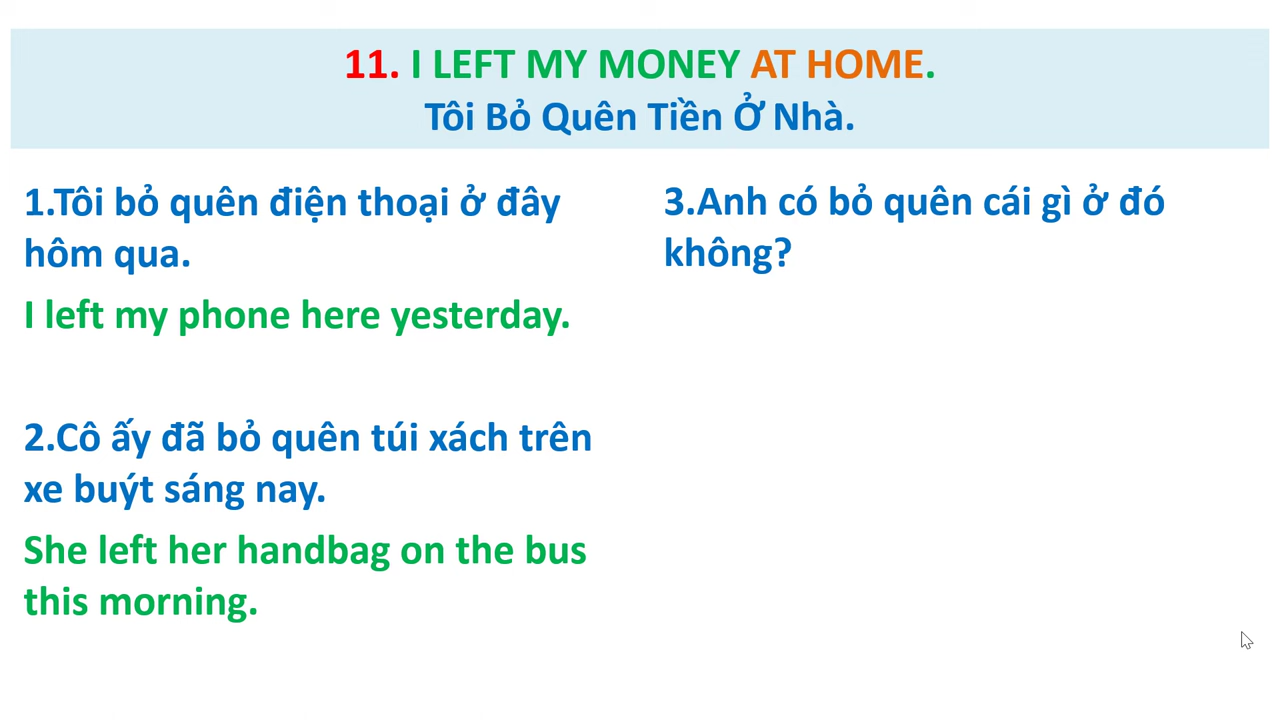 11. I LEFT MY MONEY AT HOME.
Tôi Bỏ Quên Tiền Ở Nhà.
1.Tôi bỏ quên điện thoại ở đây
hôm qua.
I left my phone here yesterday.
2.Cô ấy đã bỏ quên túi xách trên
xe buýt sáng nay.
She left her handbag on the bus
this morning.
3.Anh có bỏ quên cái gì ở đó
không?